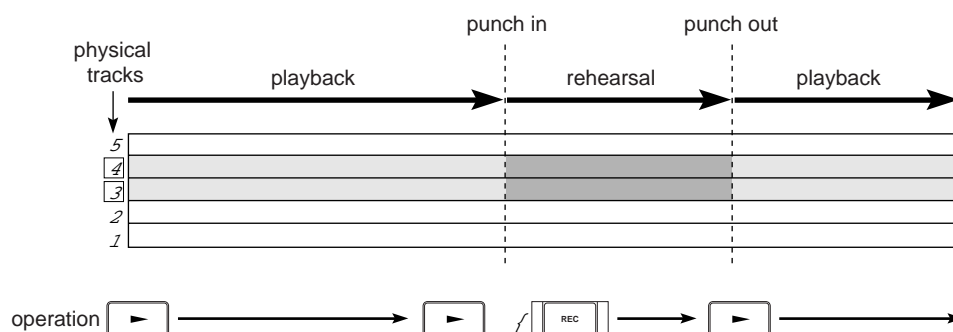 punch in punch out
physical
tracks
playback rehearsal playback
5
4
3
2
1
operation REC